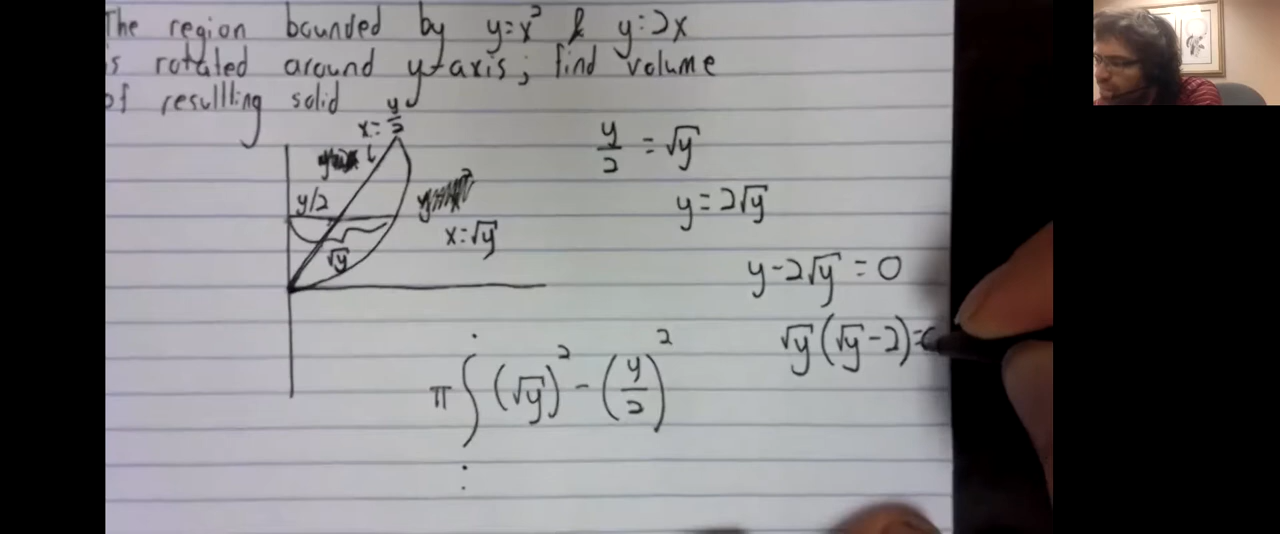 The region bounded by y=x² & y=2x
is rotated around y-axis; find volume
of resullting solid
x=y/2
y/2
x=√y
√y
y/2 = √y
y = 2√y
y-2√y = 0
√y(√y-2)=0
π∫(√y)² - (y/2)²